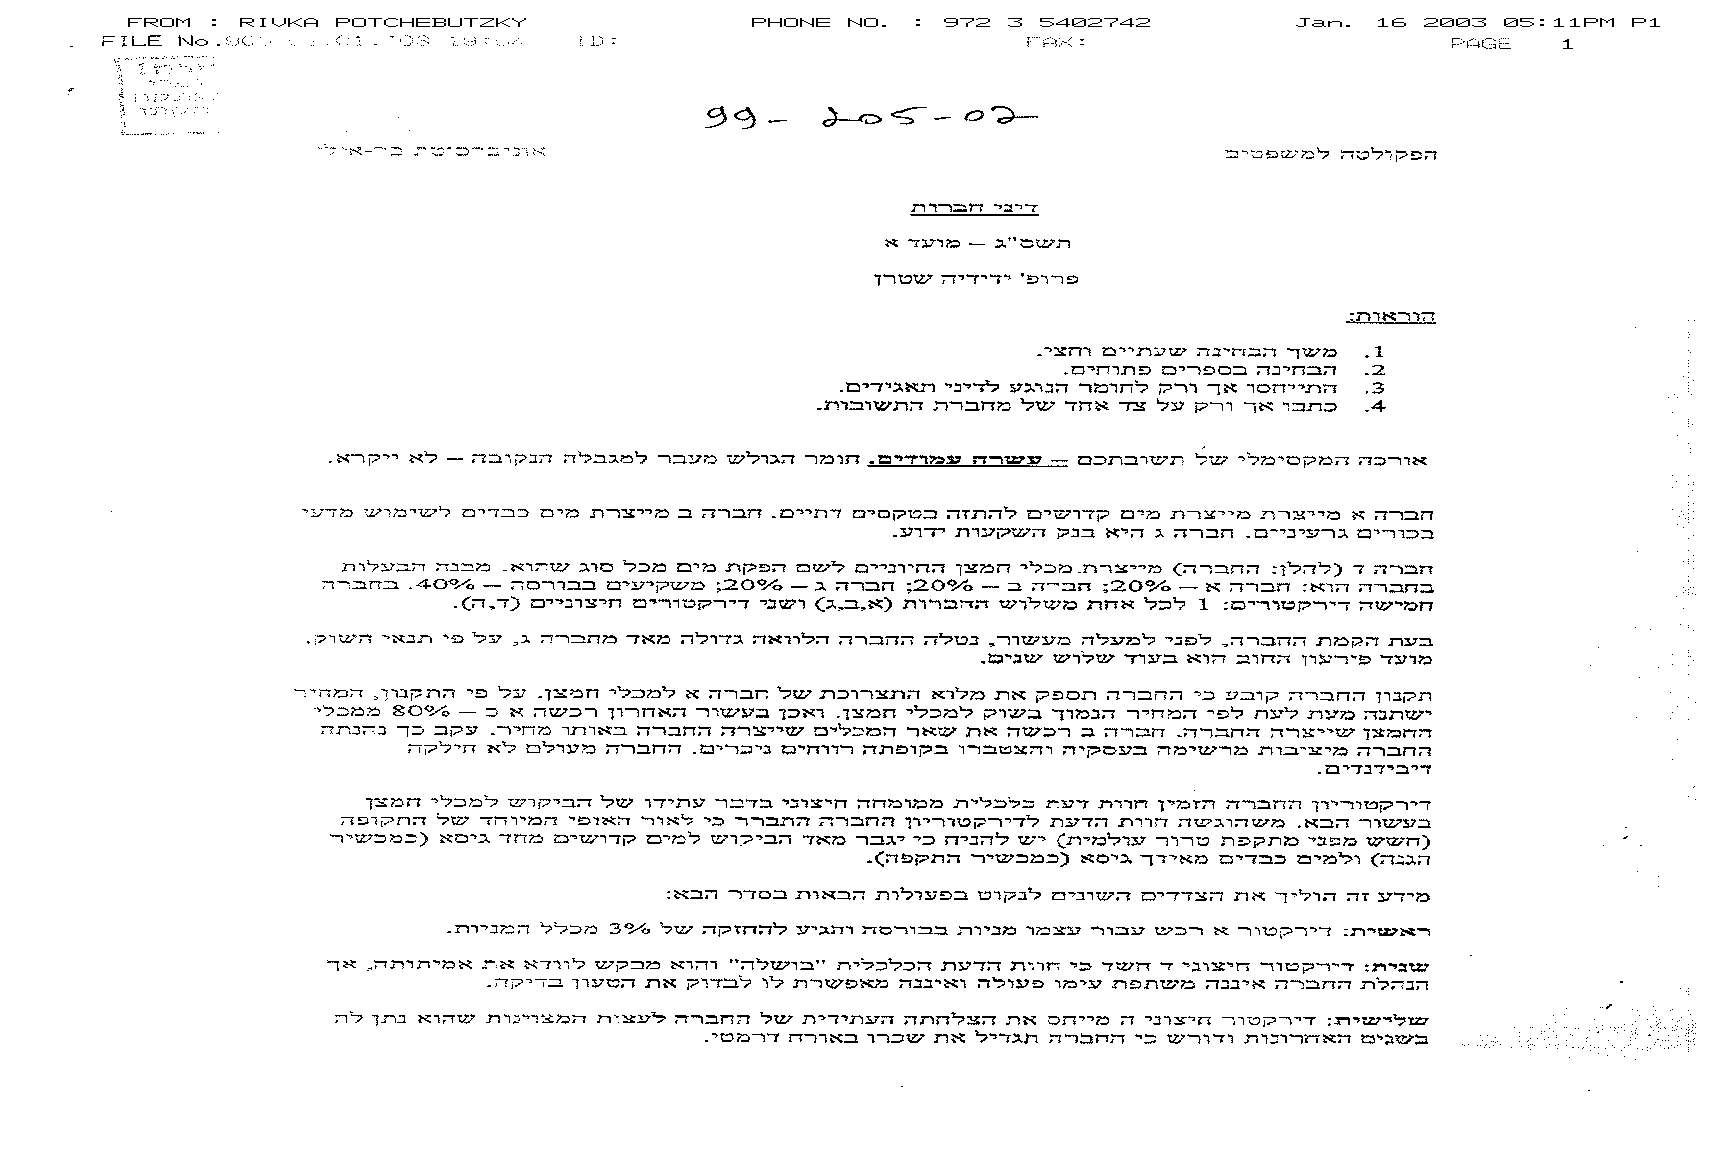 FROM : RIVKA POTCHEBUTZKY PHONE NO. : 972 3 5402742 Jan. 16 2003 05:11PM P1
FILE No. ID: FAX: PAGE 1
99- 205-02
הפקולטה למשפטים אוניברסיטת בר-אילן
דיני חברות
תשס"ג – מועד א
פרופ' ידידיה שטרן
הוראות:
1. משך הבחינה שעתיים וחצי.
2. הבחינה בספרים פתוחים.
3. התייחסו אך ורק לחומר הנוגע לדיני תאגידים.
4. כתבו אך ורק על צד אחד של מחברת התשובות.
אורכה המקסימלי של תשובתכם – עשרה עמודים. חומר הגולש מעבר למגבלה הנקובה – לא ייקרא.
חברה א מייצרת מייצרת מים קדושים להתזה בטקסים דתיים. חברה ב מייצרת מים כבדים לשימוש מדעי
בכורים גרעיניים. חברה ג היא בנק השקעות ידוע.
חברה ד (להלן: החברה) מייצרת מכלי חמצן החיוניים לשם הפקת מים מכל סוג שהוא. מבנה הבעלות
בחברה הוא: חברה א – 20%; חברה ב – 20%; חברה ג – 20%; משקיעים בבורסה – 40%. בחברה
חמישה דירקטורים: 1 לכל אחת משלוש החברות (א,ב,ג) ושני דירקטורים חיצוניים (ד,ה).
בעת הקמת החברה, לפני למעלה מעשור, נטלה החברה הלוואה גדולה מאד מחברה ג, על פי תנאי השוק.
מועד פירעון החוב הוא בעוד שלוש שנים.
תקנון החברה קובע כי החברה תספק את מלוא התצרוכת של חברה א למכלי חמצן. על פי התקנון, המחיר
ישתנה מעת לעת לפי המחיר הנמוך בשוק למכלי חמצן. ואכן בעשור האחרון רכשה א כ – 80% ממכלי
החמצן שייצרה החברה. חברה ב רכשה את שאר המכלים שייצרה החברה באותו מחיר. עקב כך נהנתה
החברה מיציבות מרשימה בעסקיה והצטברו בקופתה רווחים ניכרים. החברה מעולם לא חילקה
דיבידנדים.
דירקטוריון החברה הזמין חוות דעת כלכלית ממומחה חיצוני בדבר עתידו של הביקוש למכלי חמצן
בעשור הבא. משהוגשה חוות הדעת לדירקטוריון החברה התברר כי לאור האופי המיוחד של התקופה
(חשש מפני מתקפת טרור עולמית) יש להניח כי יגבר מאד הביקוש למים קדושים מחד גיסא (כמכשיר
הגנה) ולמים כבדים מאידך גיסא (כמכשיר התקפה).
מידע זה הוליך את הצדדים השונים לנקוט בפעולות הבאות בסדר הבא:
ראשית: דירקטור א רכש עבור עצמו מניות בבורסה והגיע להחזקה של 3% מכלל המניות.
שנית: דירקטור חיצוני ד חשד כי חוות הדעת הכלכלית "בושלה" והוא מבקש לוודא את אמיתותה, אך
הנהלת החברה איננה משתפת עימו פעולה ואיננה מאפשרת לו לבדוק את הטעון בדיקה.
שלישית: דירקטור חיצוני ה מייחס את הצלחתה העתידית של החברה לעצות המצוינות שהוא נתן לה
בשנים האחרונות ודורש כי החברה תגדיל את שכרו באורח דרמטי.